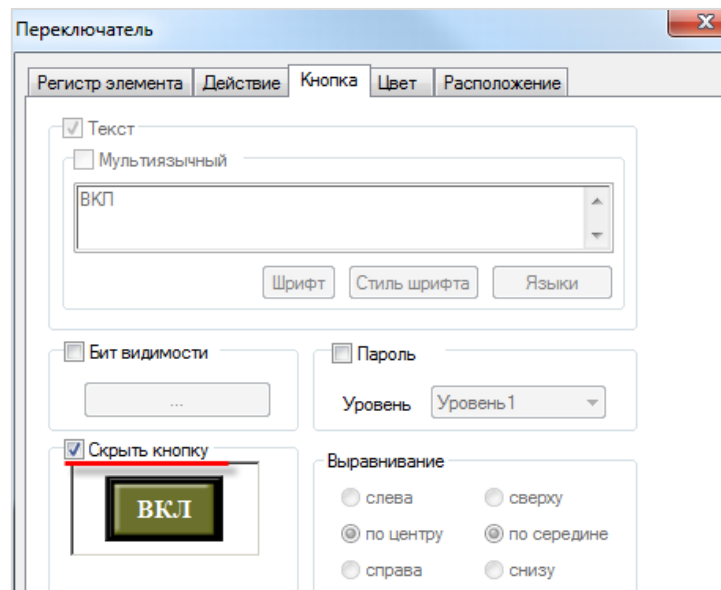 Переключатель
Регистр элемента Действие Кнопка Цвет Расположение
Текст
Мультиязычный
ВКЛ
Шрифт Стиль шрифта Языки
Бит видимости Пароль
... Уровень Уровень1
Скрыть кнопку Выравнивание
ВКЛ слева сверху
по центру по середине
справа снизу